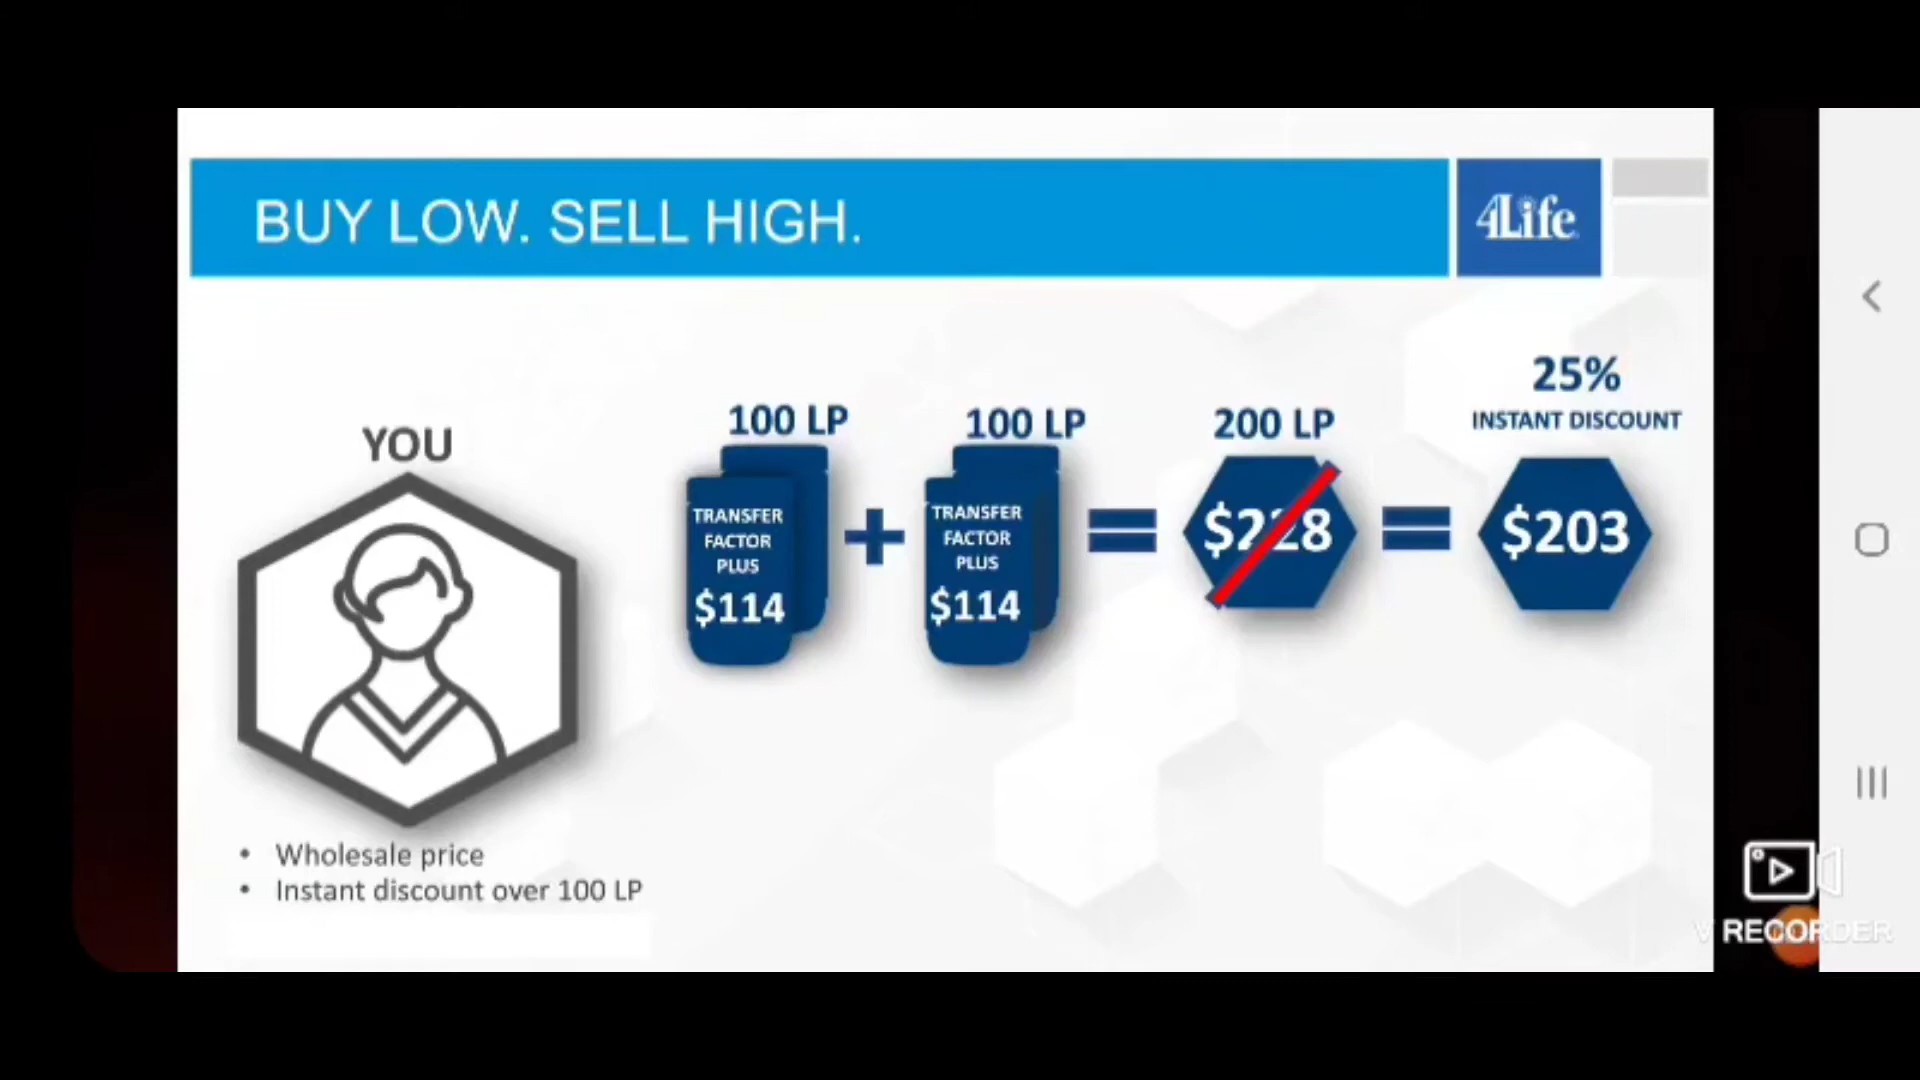 BUY LOW. SELL HIGH.
4Life
25%
INSTANT DISCOUNT
YOU
100 LP
100 LP
200 LP
TRANSFER
FACTOR
PLUS
$114
+
TRANSFER
FACTOR
PLUS
$114
=
$228
=
$203
• Wholesale price
• Instant discount over 100 LP
V RECORDER